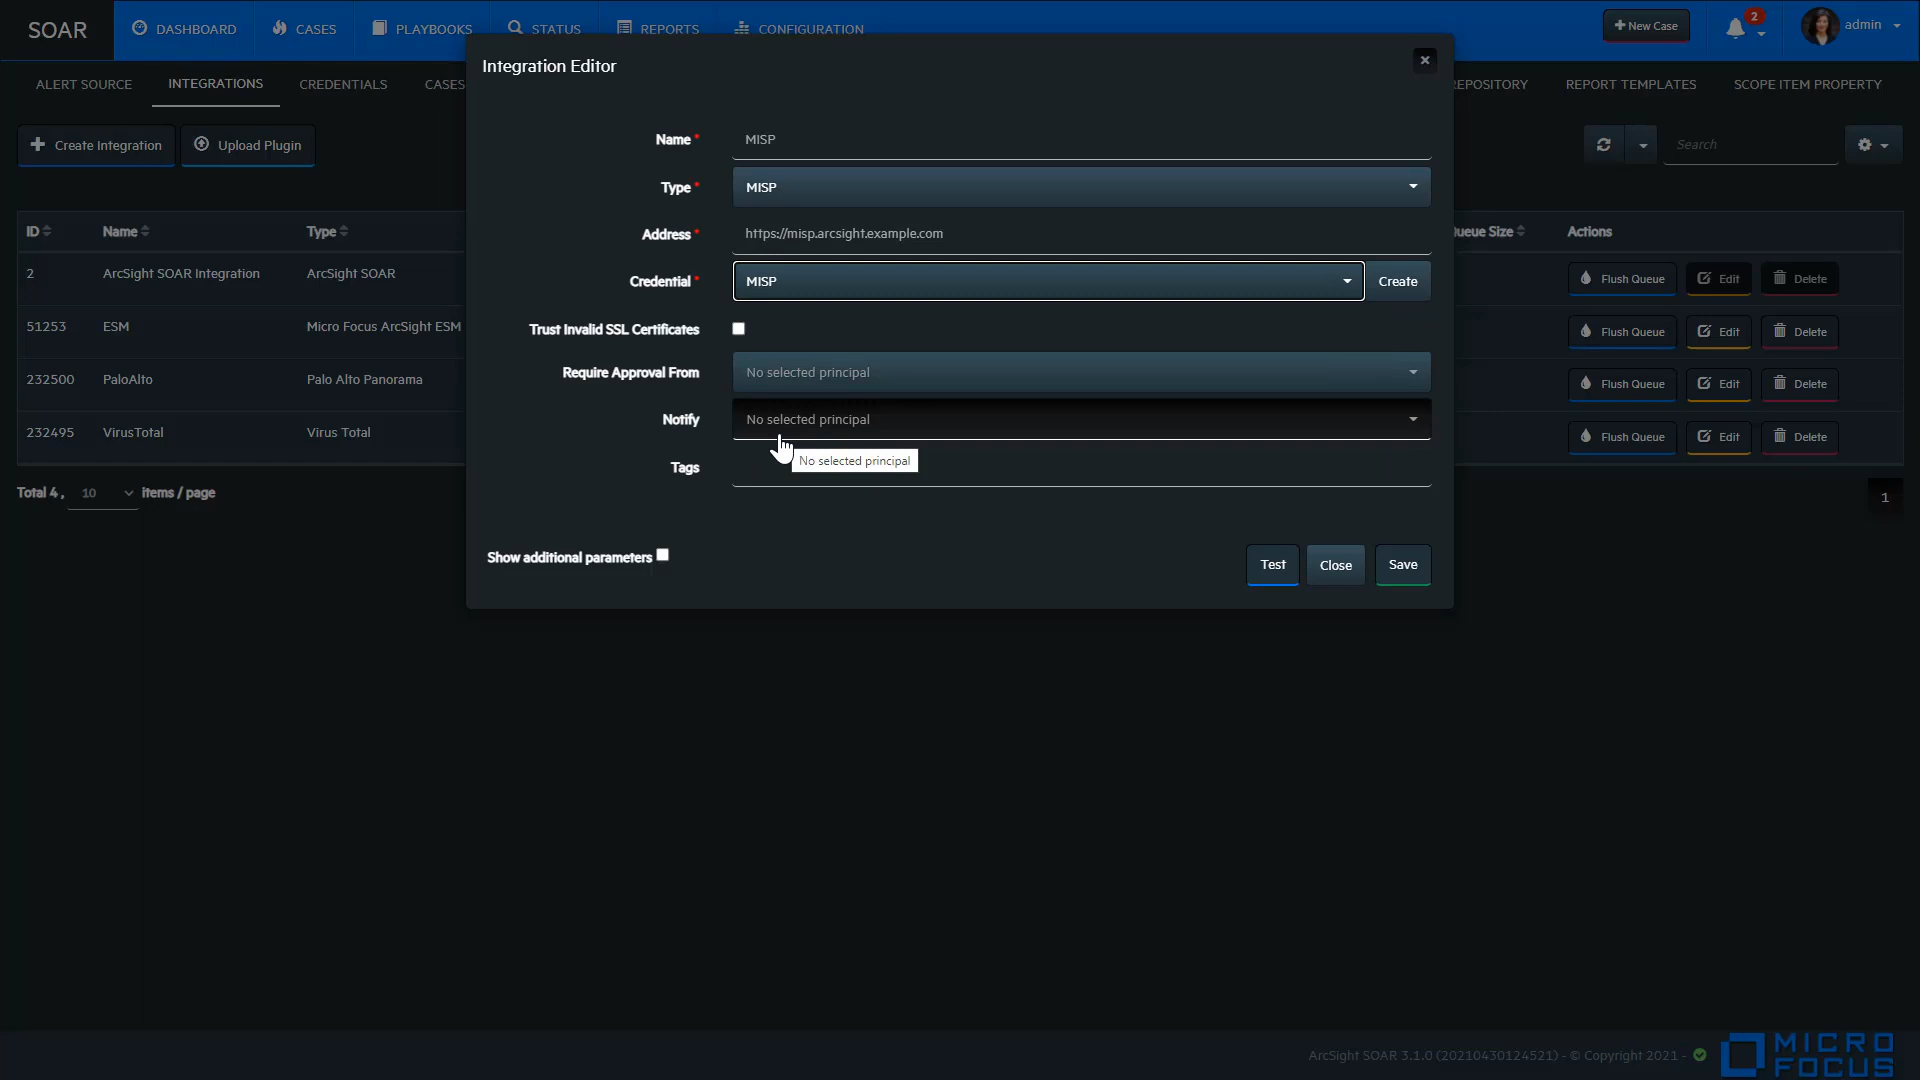 SOAR
DASHBOARD
CASES
PLAYBOOKS
STATUS
REPORTS
CONFIGURATION
New Case
2
admin
ALERT SOURCE
INTEGRATIONS
CREDENTIALS
CASES
EPOSITORY
REPORT TEMPLATES
SCOPE ITEM PROPERTY
Create Integration
Upload Plugin
Search
Integration Editor
Name *
MISP
Type *
MISP
Address *
https://misp.arcsight.example.com
Credential *
MISP
Create
Trust Invalid SSL Certificates
Require Approval From
No selected principal
Notify
No selected principal
No selected principal
Tags
Show additional parameters
Test
Close
Save
ID
Name
Type
ueue Size
Actions
2
ArcSight SOAR Integration
ArcSight SOAR
Flush Queue
Edit
Delete
51253
ESM
Micro Focus ArcSight ESM
Flush Queue
Edit
Delete
232500
PaloAlto
Palo Alto Panorama
Flush Queue
Edit
Delete
232495
VirusTotal
Virus Total
Flush Queue
Edit
Delete
Total 4 , 10 items / page
1
ArcSight SOAR 3.1.0 (20210430124521) - © Copyright 2021 -
MICRO
FOCUS